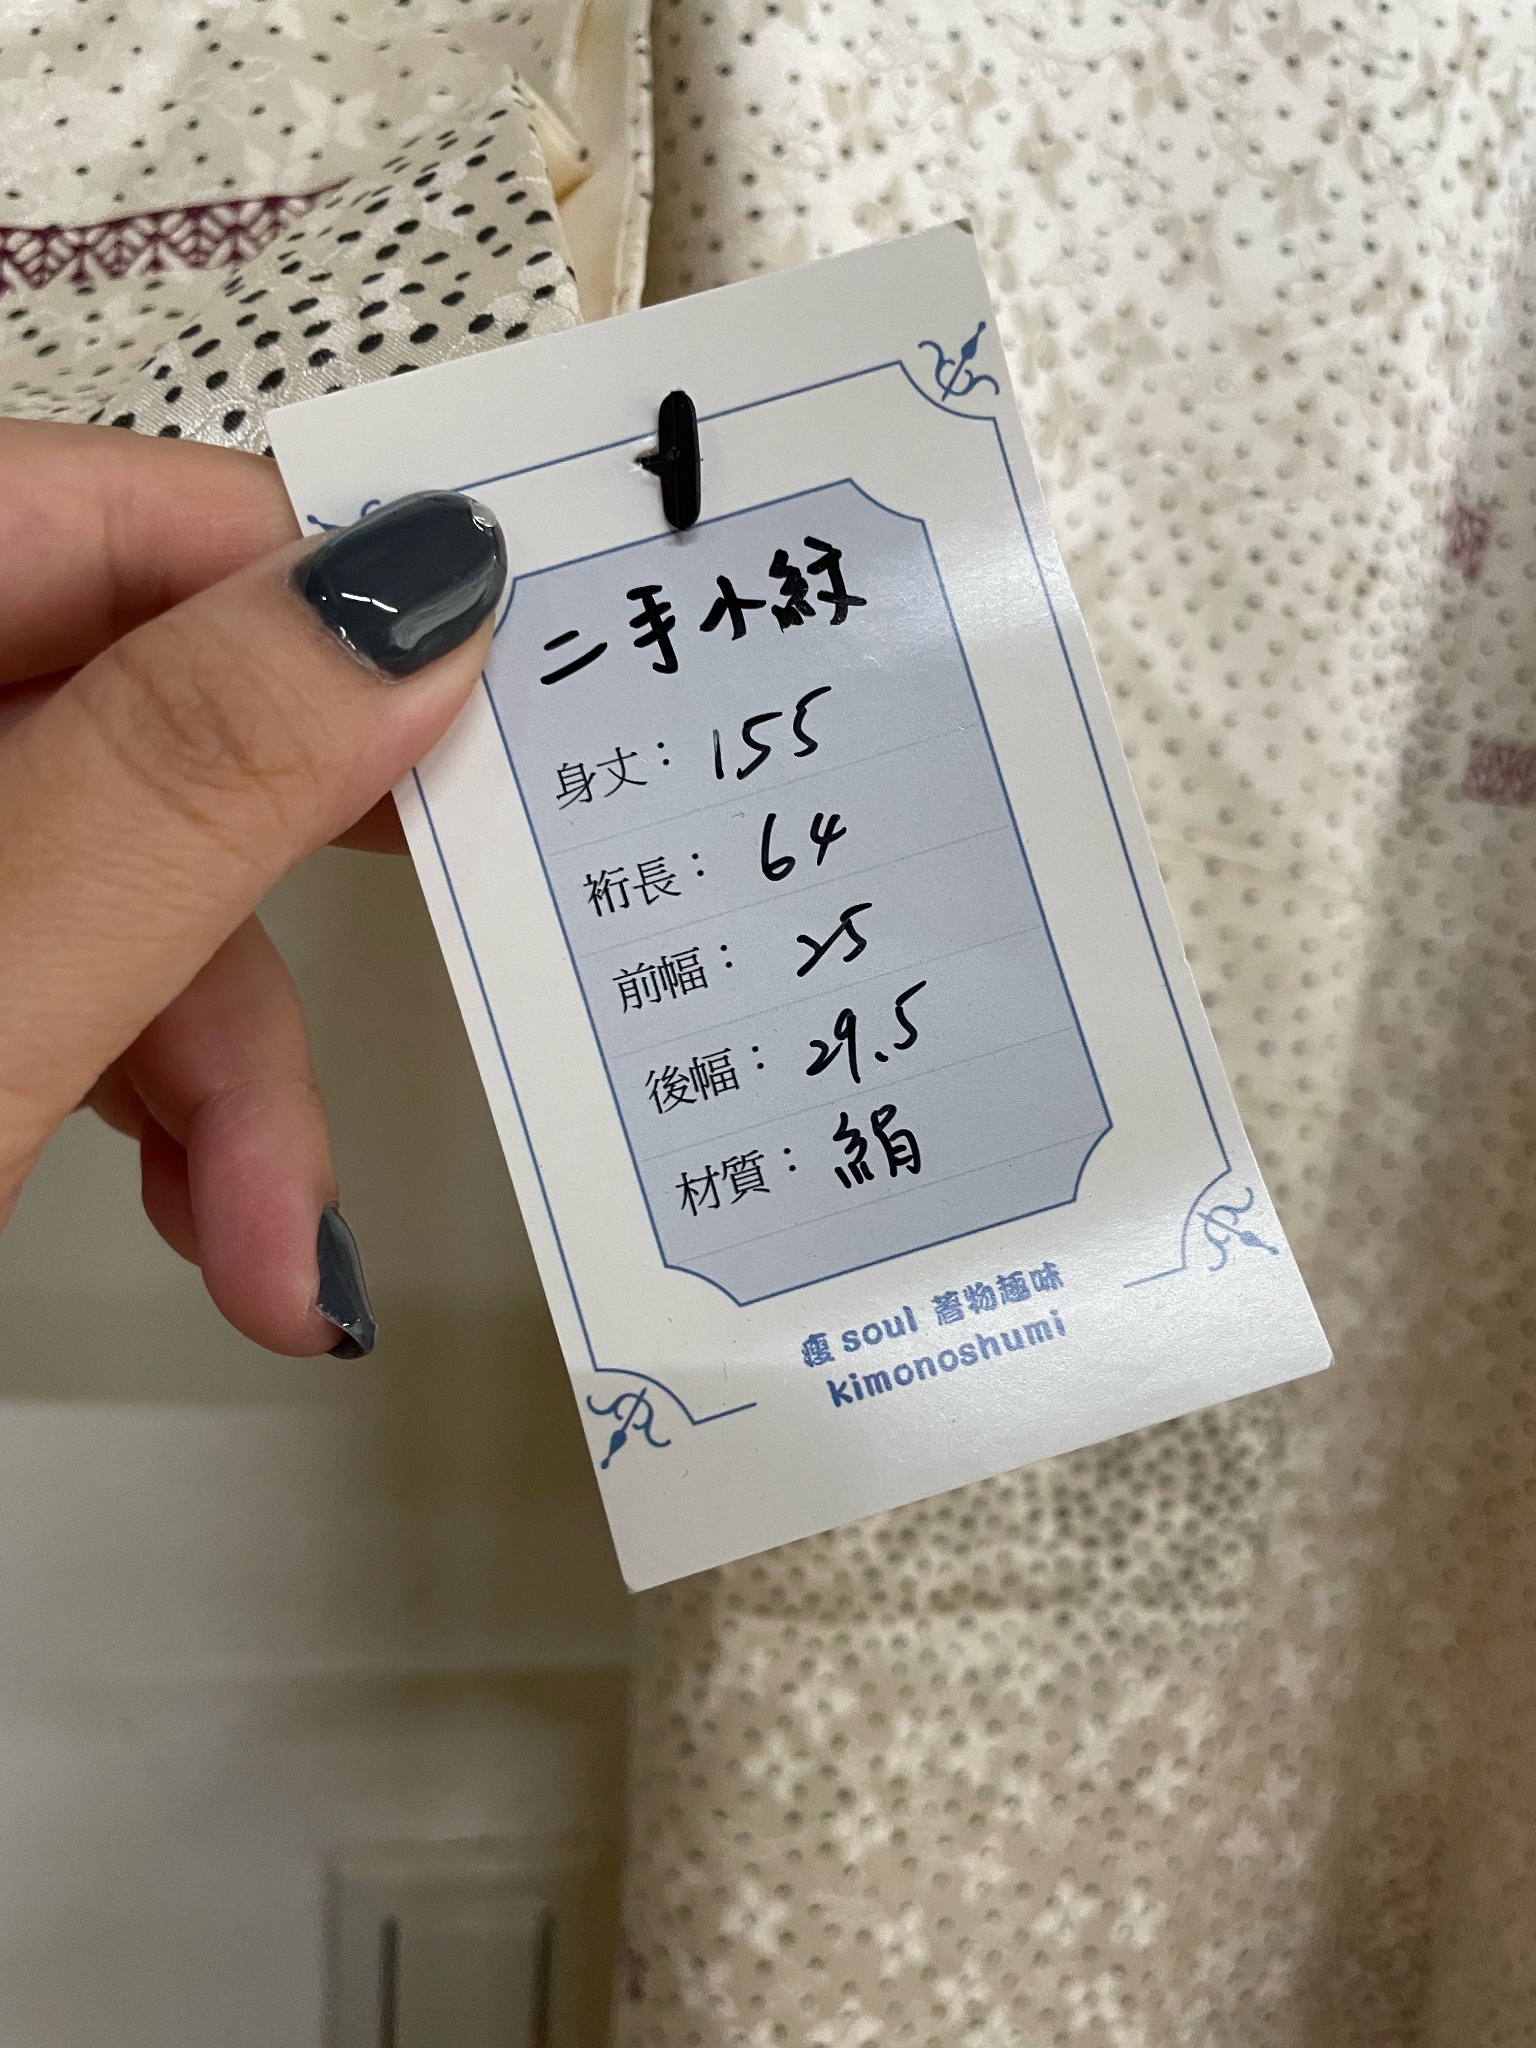 二手小紋
身丈：155
裄長：64
前幅：25
後幅：29.5
材質：絹
瘦 soul 著物趣味
kimonoshumi